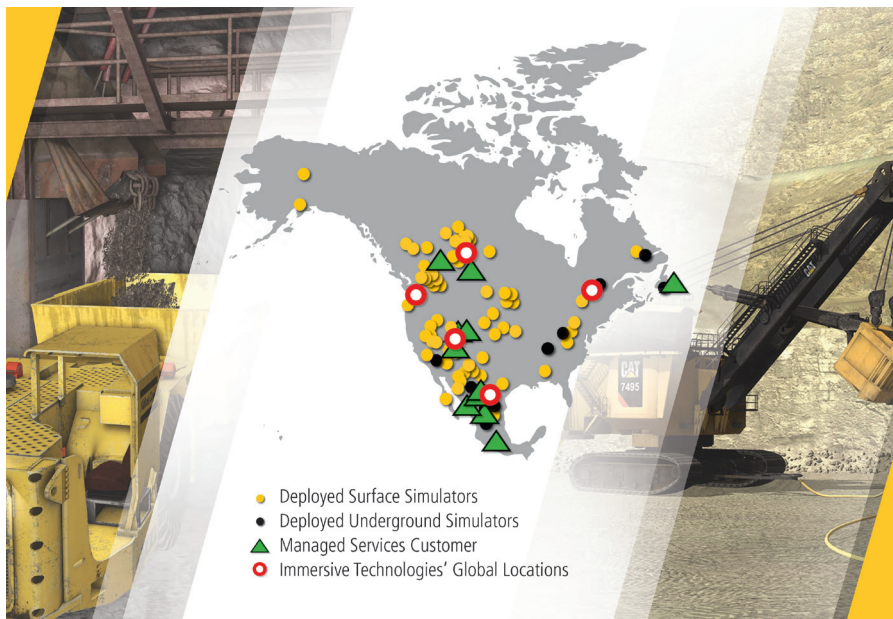 CAT
7495
Deployed Surface Simulators
Deployed Underground Simulators
Managed Services Customer
Immersive Technologies' Global Locations